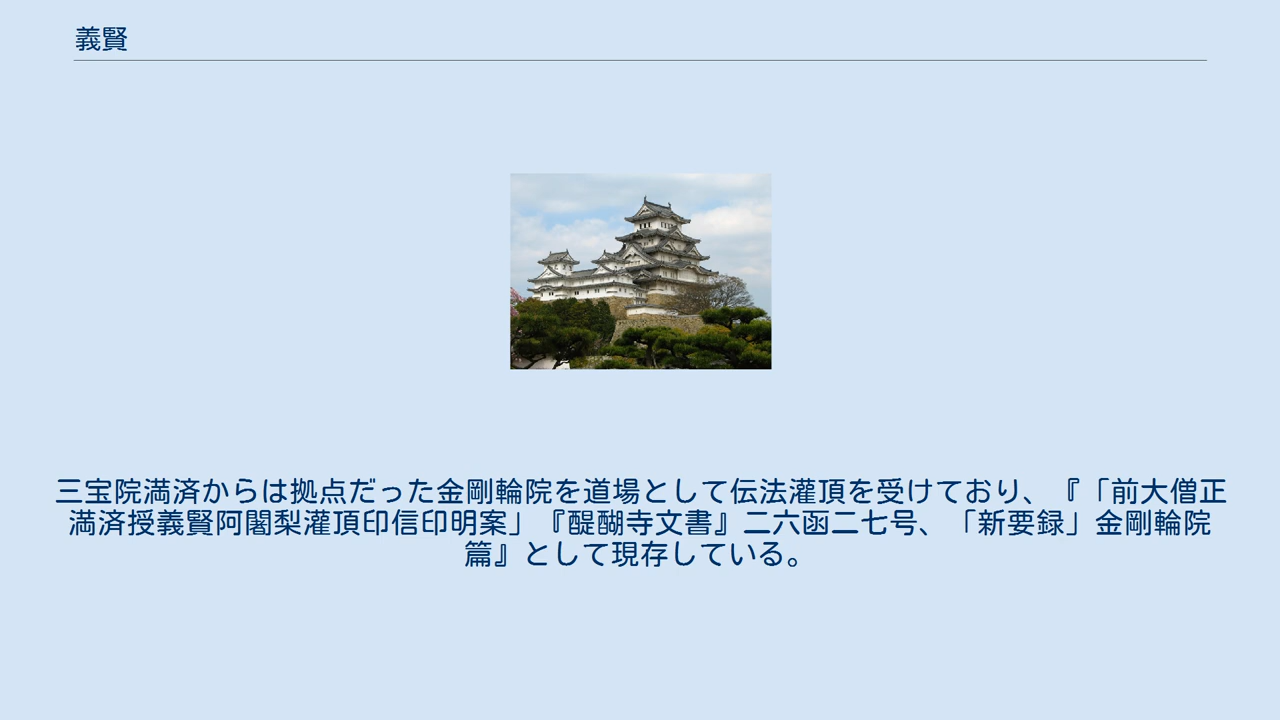 義賢
三宝院満済からは拠点だった金剛輪院を道場として伝法灌頂を受けており、『「前大僧正
満済授義賢阿闍梨灌頂印信印明案」『醍醐寺文書』二六函二七号、「新要録」金剛輪院
篇』として現存している。